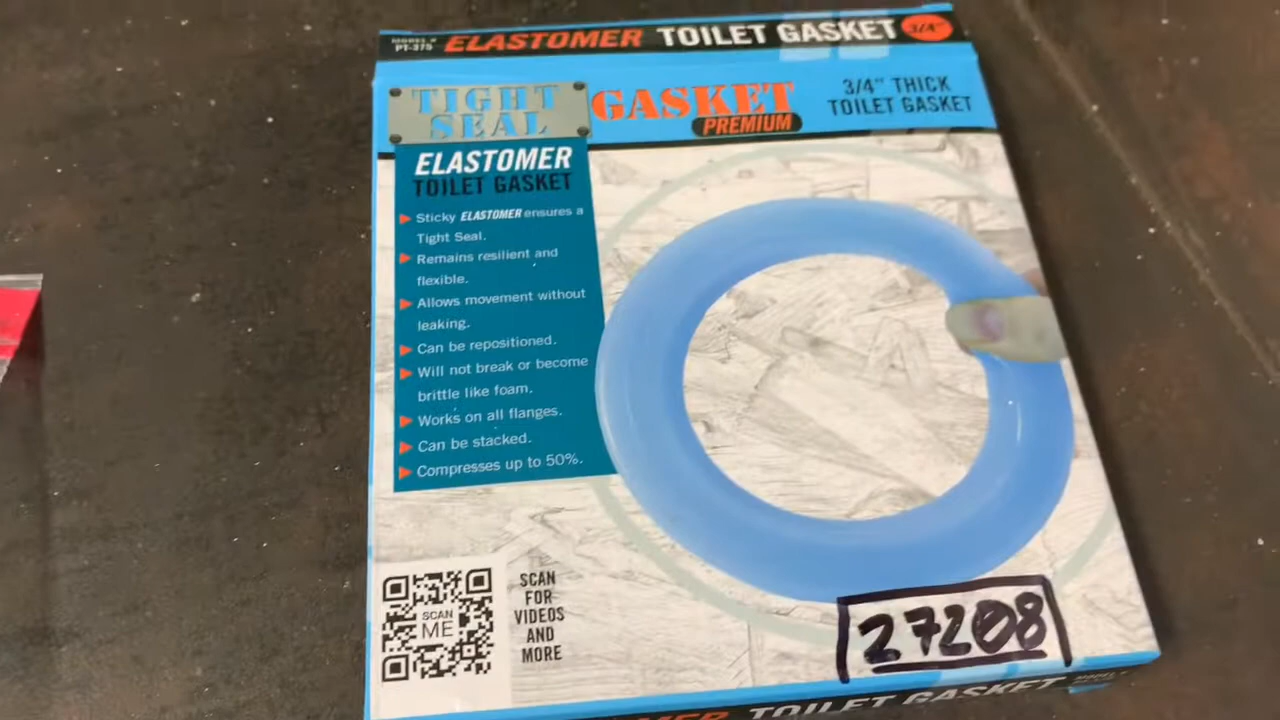 MODEL #
PT-375
ELASTOMER TOILET GASKET 3/4"
TIGHT
SEAL
GASKET
PREMIUM
3/4" THICK
TOILET GASKET
ELASTOMER
TOILET GASKET
Sticky ELASTOMER ensures a
Tight Seal.
Remains resilient and
flexible.
Allows movement without
leaking.
Can be repositioned.
Will not break or become
brittle like foam.
Works on all flanges.
Can be stacked.
Compresses up to 50%.
SCAN
ME
SCAN
FOR
VIDEOS
AND
MORE
27208
ELASTOMER TOILET GASKET